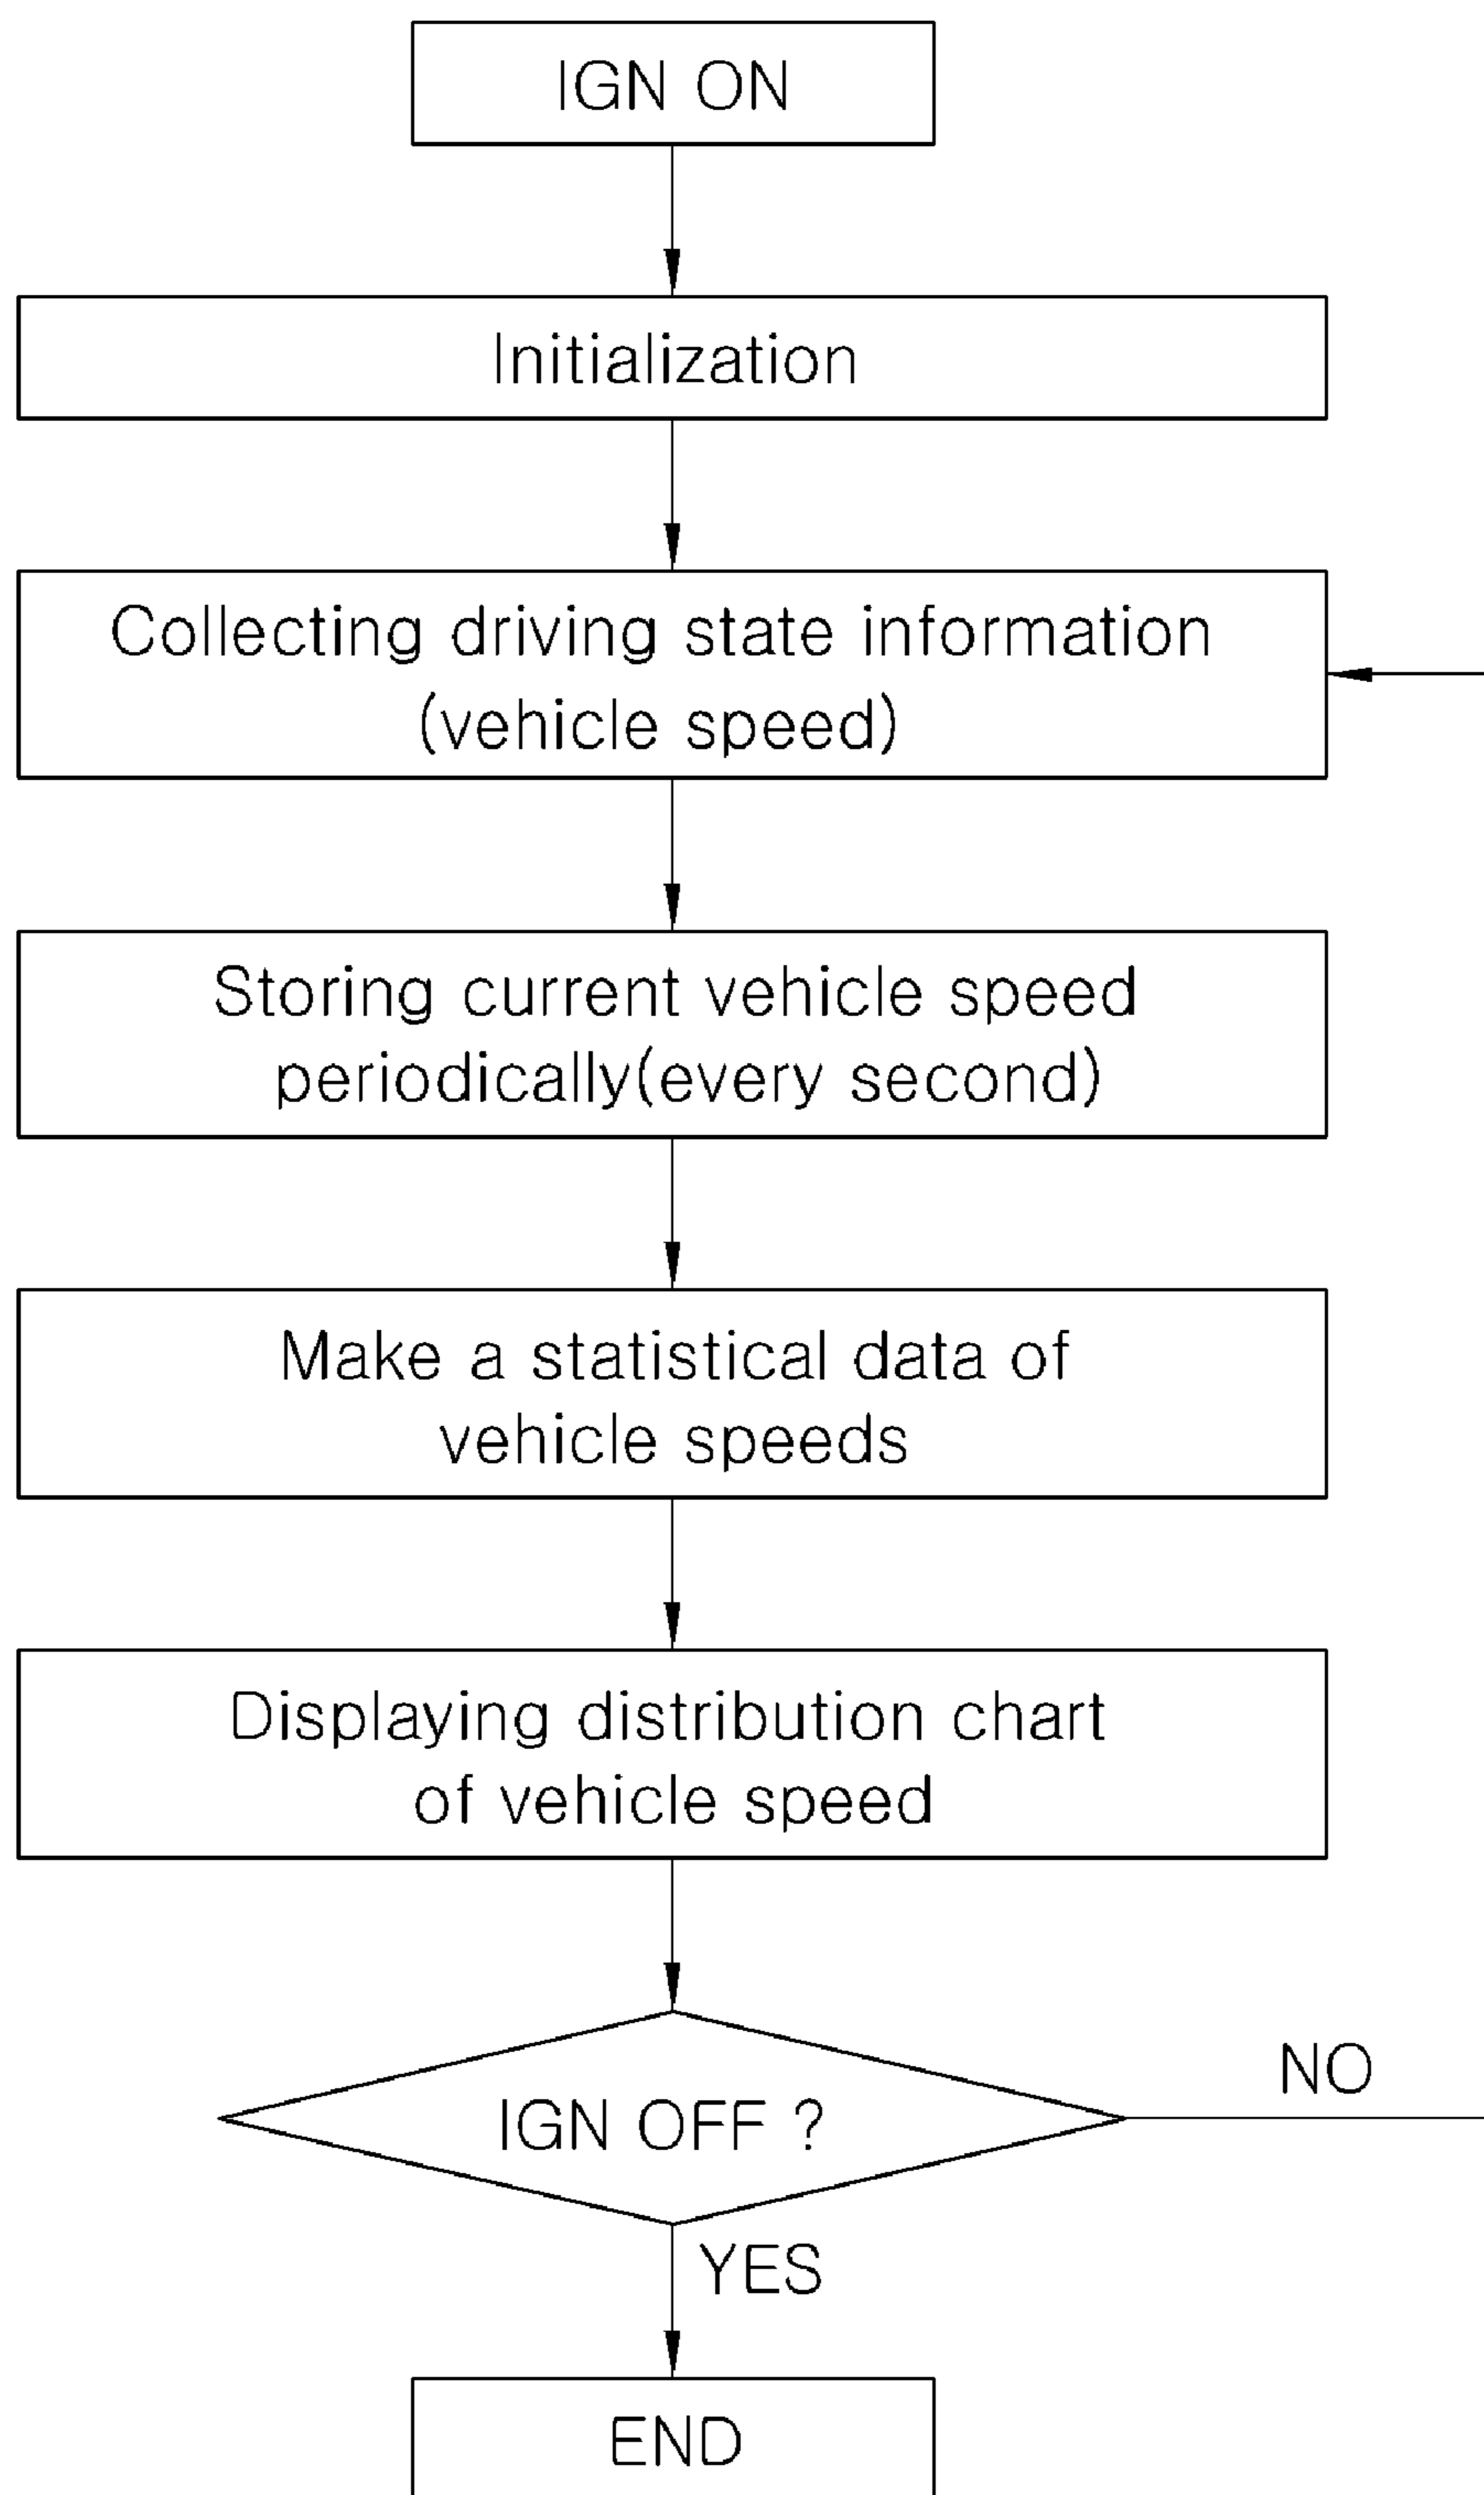 IGN ON
Initialization
Collecting driving state information
(vehicle speed)
Storing current vehicle speed
periodically(every second)
Make a statistical data of
vehicle speeds
Displaying distribution chart
of vehicle speed
IGN OFF ?
NO
YES
END